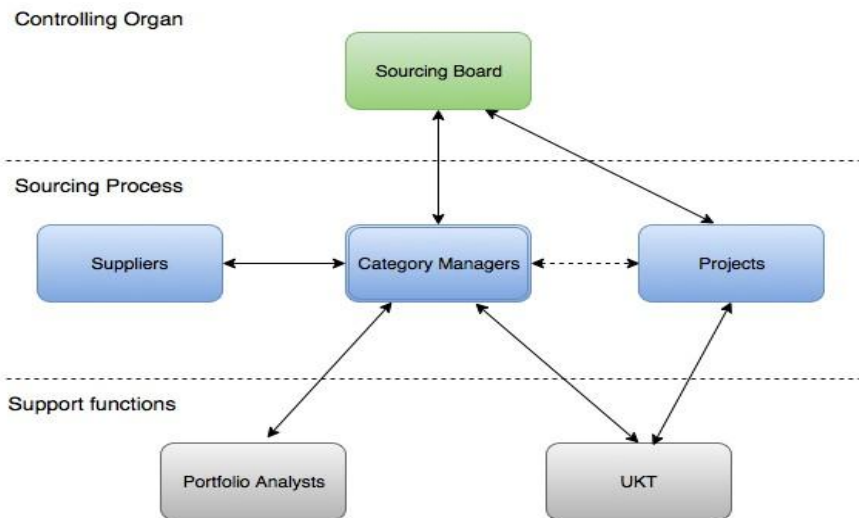 Controlling Organ
Sourcing Board
Sourcing Process
Suppliers
Category Managers
Projects
Support functions
Portfolio Analysts
UKT